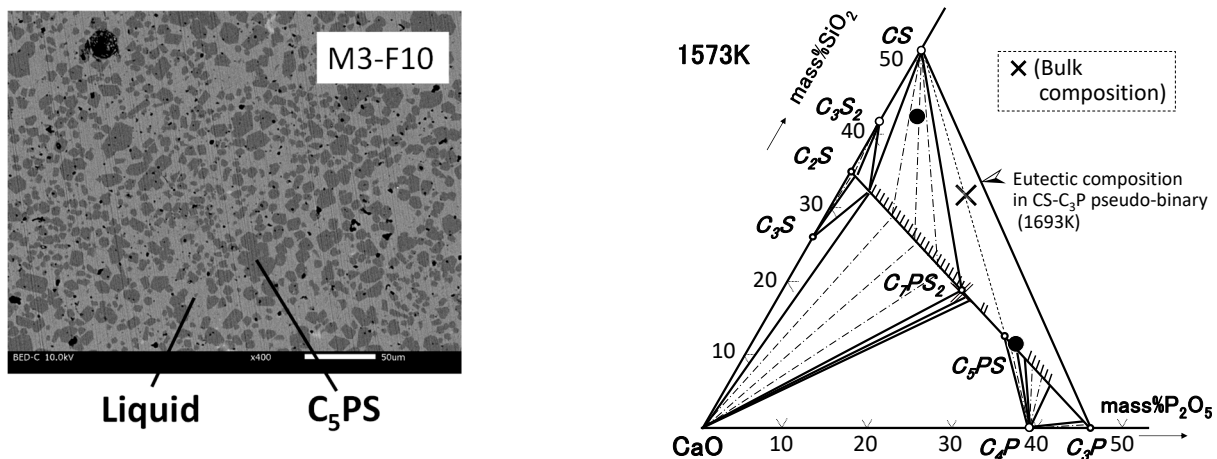 M3-F10
BED-C 10.0kV x400 50um
Liquid
C₅PS
1573K
mass%SiO₂
CS
50
× (Bulk
composition)
C₃S₂
40
C₂S
Eutectic composition
in CS-C₃P pseudo-binary
(1693K)
30
C₃S
20
C₇PS₂
10
C₅PS
mass%P₂O₅
CaO
10
20
30
40
50
C₄P
C₃P